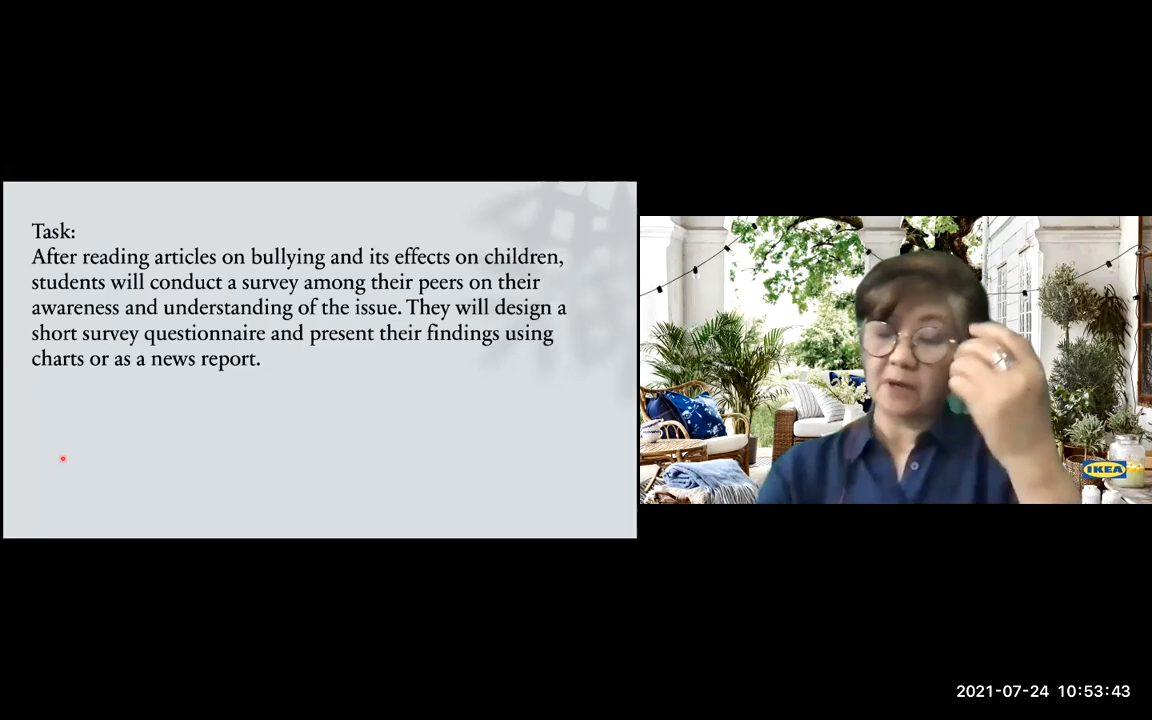 Task:
After reading articles on bullying and its effects on children,
students will conduct a survey among their peers on their
awareness and understanding of the issue. They will design a
short survey questionnaire and present their findings using
charts or as a news report.
IKEA
2021-07-24 10:53:43